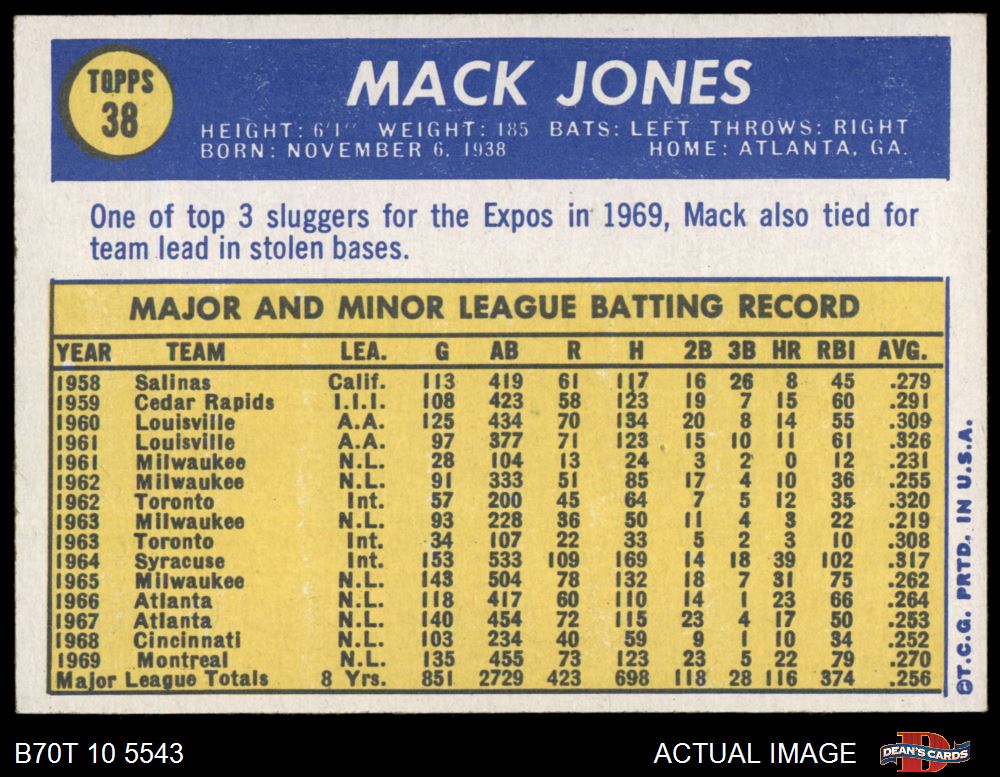 TOPPS
38
MACK JONES
HEIGHT: 6'1" WEIGHT: 185 BATS: LEFT THROWS: RIGHT
BORN: NOVEMBER 6, 1938 HOME: ATLANTA, GA.
One of top 3 sluggers for the Expos in 1969, Mack also tied for
team lead in stolen bases.
MAJOR AND MINOR LEAGUE BATTING RECORD
YEAR TEAM LEA. G AB R H 2B 3B HR RBI AVG.
1958 Salinas Calif. 113 419 61 117 16 26 8 45 .279
1959 Cedar Rapids I.I.I. 108 423 58 123 19 7 15 60 .291
1960 Louisville A.A. 125 434 70 134 20 8 14 55 .309
1961 Louisville A.A. 97 377 71 123 15 10 11 61 .326
1961 Milwaukee N.L. 28 104 13 24 3 2 0 12 .231
1962 Milwaukee N.L. 91 333 51 85 17 4 10 36 .255
1962 Toronto Int. 57 200 45 64 7 5 12 35 .320
1963 Milwaukee N.L. 93 228 36 50 11 4 3 22 .219
1963 Toronto Int. 34 107 22 33 5 2 3 10 .308
1964 Syracuse Int. 153 533 109 169 14 18 39 102 .317
1965 Milwaukee N.L. 143 504 78 132 18 7 31 75 .262
1966 Atlanta N.L. 118 417 60 110 14 1 23 66 .264
1967 Atlanta N.L. 140 454 72 115 23 4 17 50 .253
1968 Cincinnati N.L. 103 234 40 59 9 1 10 34 .252
1969 Montreal N.L. 135 455 73 123 23 5 22 79 .270
Major League Totals 8 Yrs. 851 2729 423 698 118 28 116 374 .256
©T.C.G. PRTD. IN U.S.A.
B70T 10 5543
ACTUAL IMAGE
D
DEAN'S CARDS